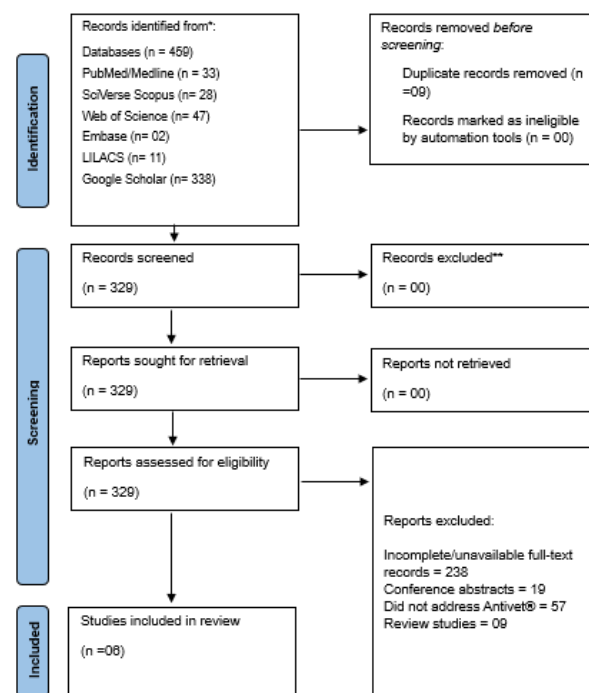 Identification
Records identified from*:
Databases (n = 459)
PubMed/Medline (n = 33)
SciVerse Scopus (n= 28)
Web of Science (n= 47)
Embase (n= 02)
LILACS (n= 11)
Google Scholar (n= 338)
Records removed before
screening:
Duplicate records removed (n
=09)
Records marked as ineligible
by automation tools (n = 00)
Screening
Records screened
(n = 329)
Records excluded**
(n = 00)
Reports sought for retrieval
(n = 329)
Reports not retrieved
(n = 00)
Reports assessed for eligibility
(n = 329)
Reports excluded:
Incomplete/unavailable full-text
records = 238
Conference abstracts = 19
Did not address Antivet® = 57
Review studies = 09
Included
Studies included in review
(n =06)